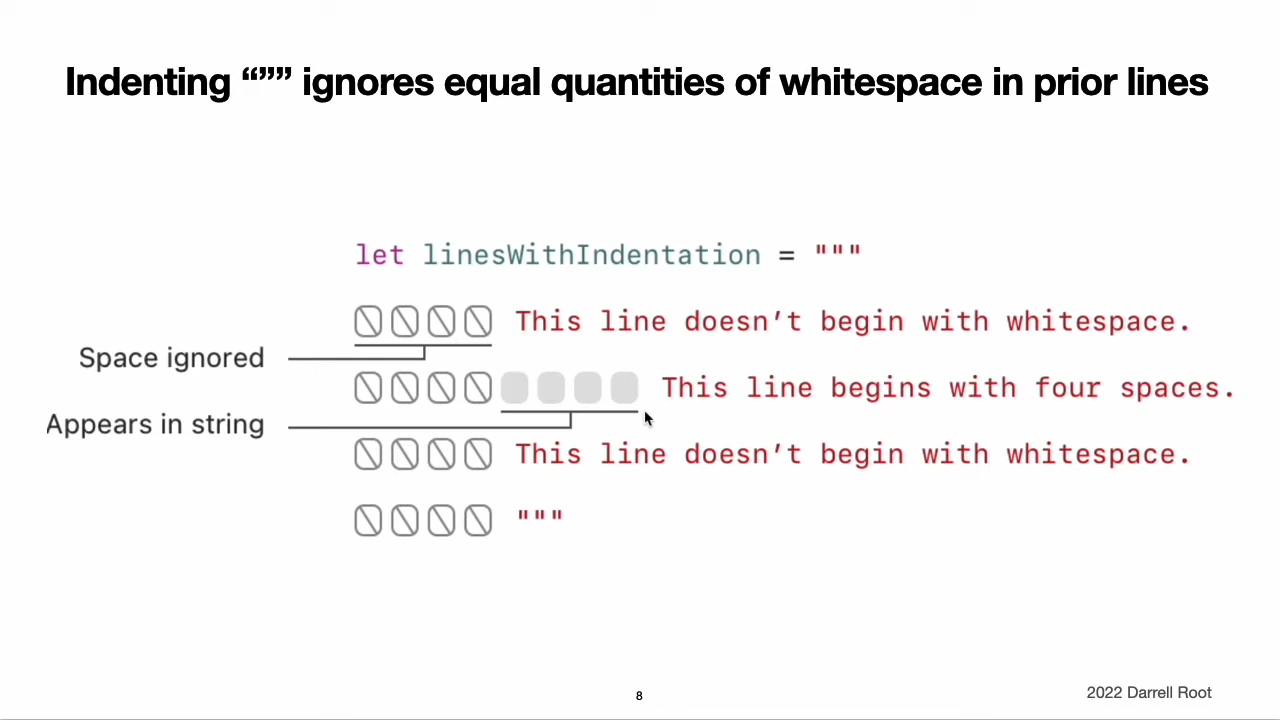 Indenting “”” ignores equal quantities of whitespace in prior lines
let linesWithIndentation = """
This line doesn’t begin with whitespace.
Space ignored
This line begins with four spaces.
Appears in string
This line doesn’t begin with whitespace.
"""
8
2022 Darrell Root